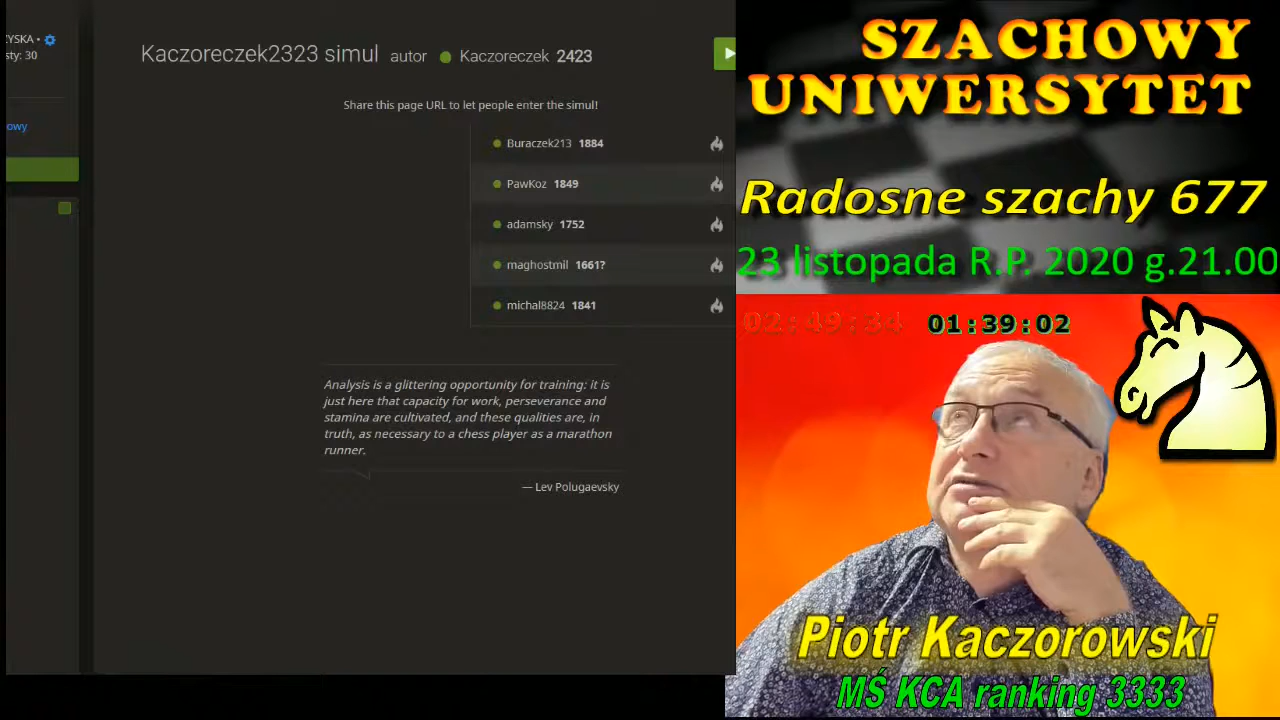 ZYSKA •
sty: 30
owy
Kaczoreczek2323 simul autor Kaczoreczek 2423
Share this page URL to let people enter the simul!
Buraczek213 1884
PawKoz 1849
adamsky 1752
maghostmil 1661?
michal8824 1841
Analysis is a glittering opportunity for training: it is
just here that capacity for work, perseverance and
stamina are cultivated, and these qualities are, in
truth, as necessary to a chess player as a marathon
runner.
— Lev Polugaevsky
SZACHOWY
UNIWERSYTET
Radosne szachy 677
23 listopada R.P. 2020 g.21.00
02:49:34 01:39:02
Piotr Kaczorowski
MŚ KCA ranking 3333